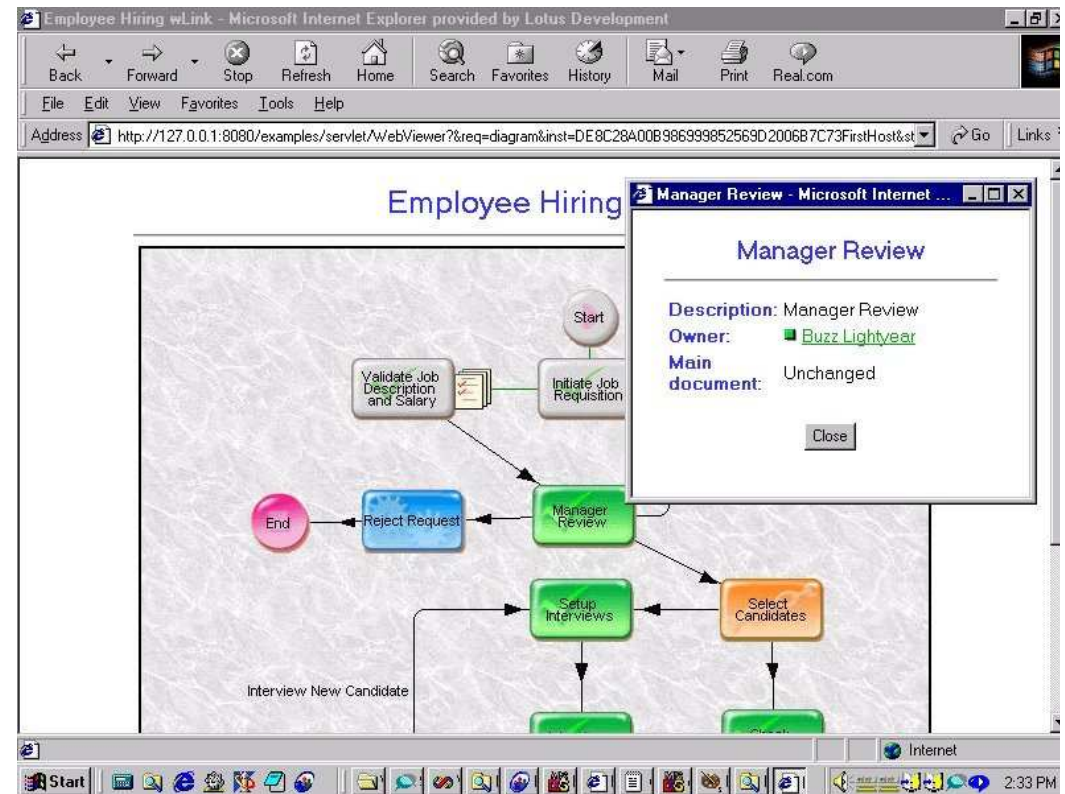 Employee Hiring wLink - Microsoft Internet Explorer provided by Lotus Development
Back Forward Stop Refresh Home Search Favorites History Mail Print Real.com
File Edit View Favorites Tools Help
Address http://127.0.0.1:8080/examples/servlet/WebViewer?&req=diagram&inst=DE8C28A00B986999852569D2006B7C73FirstHost&st Go Links
Employee Hiring
Manager Review - Microsoft Internet ...
Manager Review
Description: Manager Review
Owner: Buzz Lightyear
Main
document: Unchanged
Close
Start
Validate Job
Description
and Salary
Initiate Job
Requisition
End
Reject Request
Manager
Review
Setup
Interviews
Select
Candidates
Interview New Candidate
Internet
Start 2:33 PM